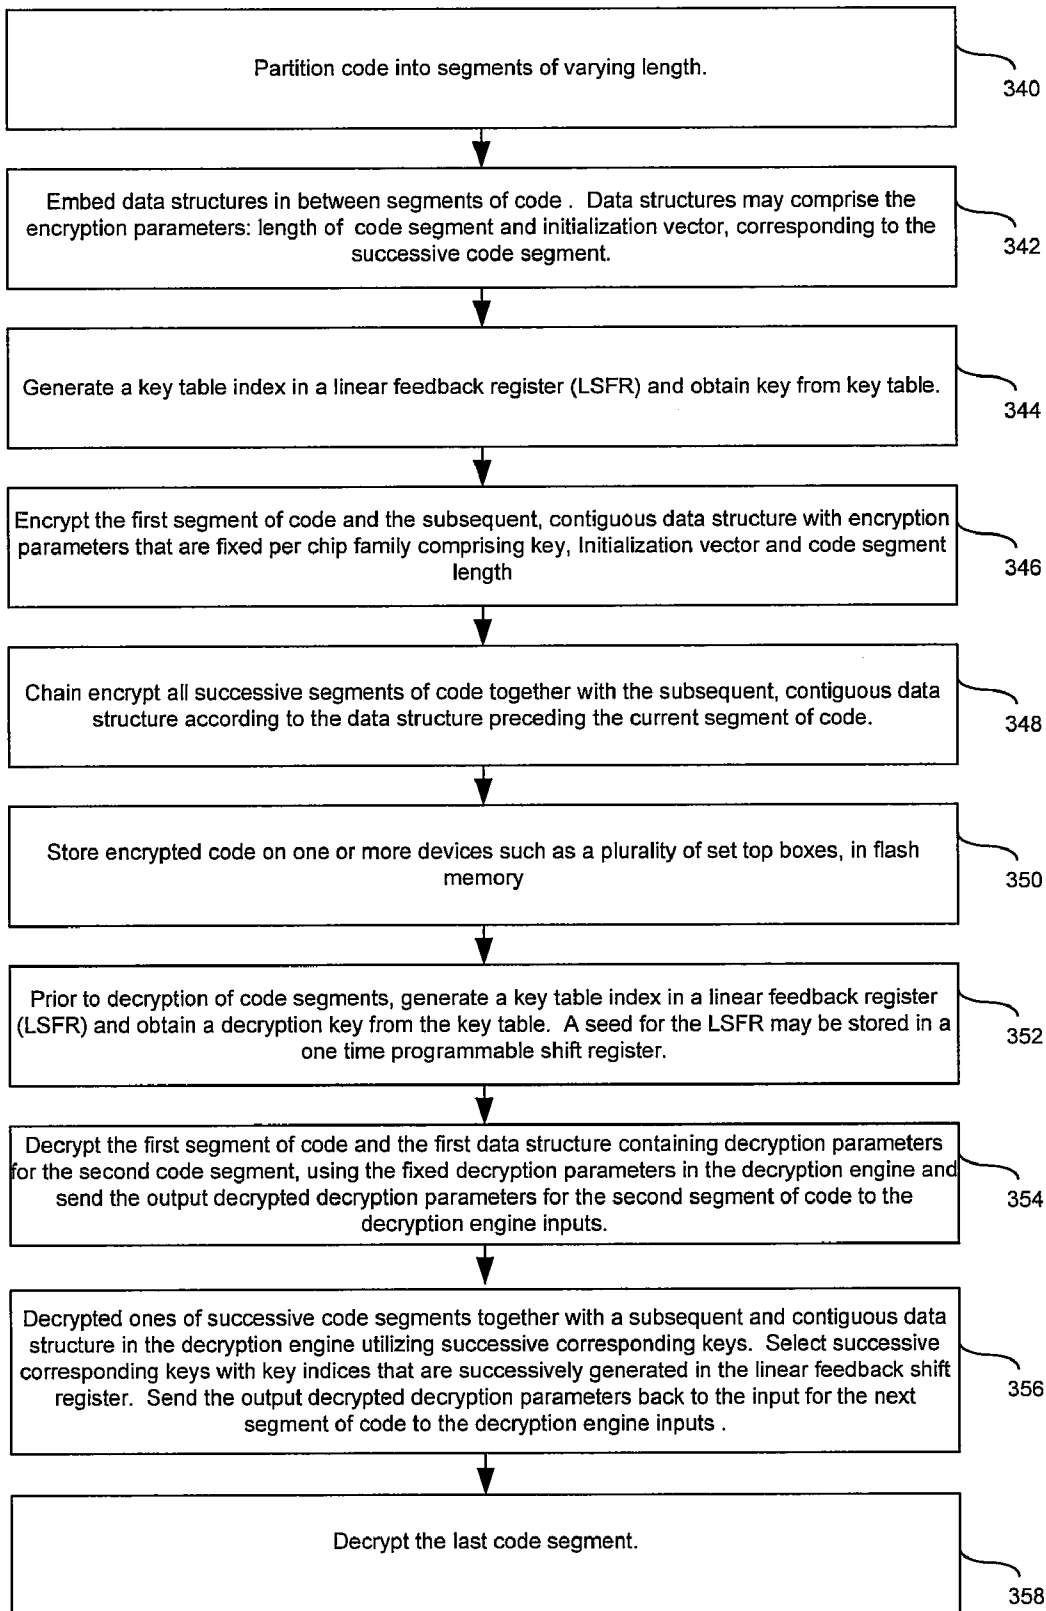 Partition code into segments of varying length.
340
Embed data structures in between segments of code . Data structures may comprise the
encryption parameters: length of code segment and initialization vector, corresponding to the
successive code segment.
342
Generate a key table index in a linear feedback register (LSFR) and obtain key from key table.
344
Encrypt the first segment of code and the subsequent, contiguous data structure with encryption
parameters that are fixed per chip family comprising key, Initialization vector and code segment
length
346
Chain encrypt all successive segments of code together with the subsequent, contiguous data
structure according to the data structure preceding the current segment of code.
348
Store encrypted code on one or more devices such as a plurality of set top boxes, in flash
memory
350
Prior to decryption of code segments, generate a key table index in a linear feedback register
(LSFR) and obtain a decryption key from the key table. A seed for the LSFR may be stored in a
one time programmable shift register.
352
Decrypt the first segment of code and the first data structure containing decryption parameters
for the second code segment, using the fixed decryption parameters in the decryption engine and
send the output decrypted decryption parameters for the second segment of code to the
decryption engine inputs.
354
Decrypted ones of successive code segments together with a subsequent and contiguous data
structure in the decryption engine utilizing successive corresponding keys. Select successive
corresponding keys with key indices that are successively generated in the linear feedback shift
register. Send the output decrypted decryption parameters back to the input for the next
segment of code to the decryption engine inputs .
356
Decrypt the last code segment.
358